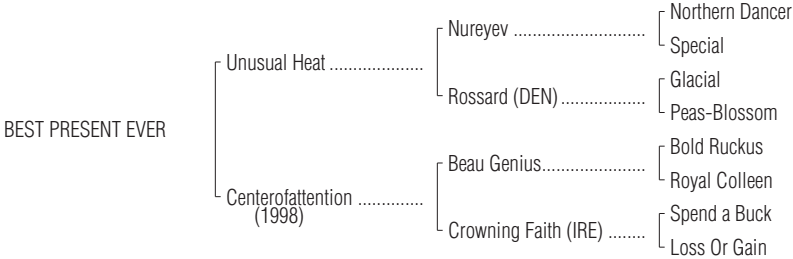 Northern Dancer
Nureyev ............................
Special
Unusual Heat ....................
Glacial
Rossard (DEN) ..................
Peas-Blossom
BEST PRESENT EVER
Bold Ruckus
Beau Genius......................
Royal Colleen
Centerofattention ..............
(1998)
Spend a Buck
Crowning Faith (IRE) ........
Loss Or Gain